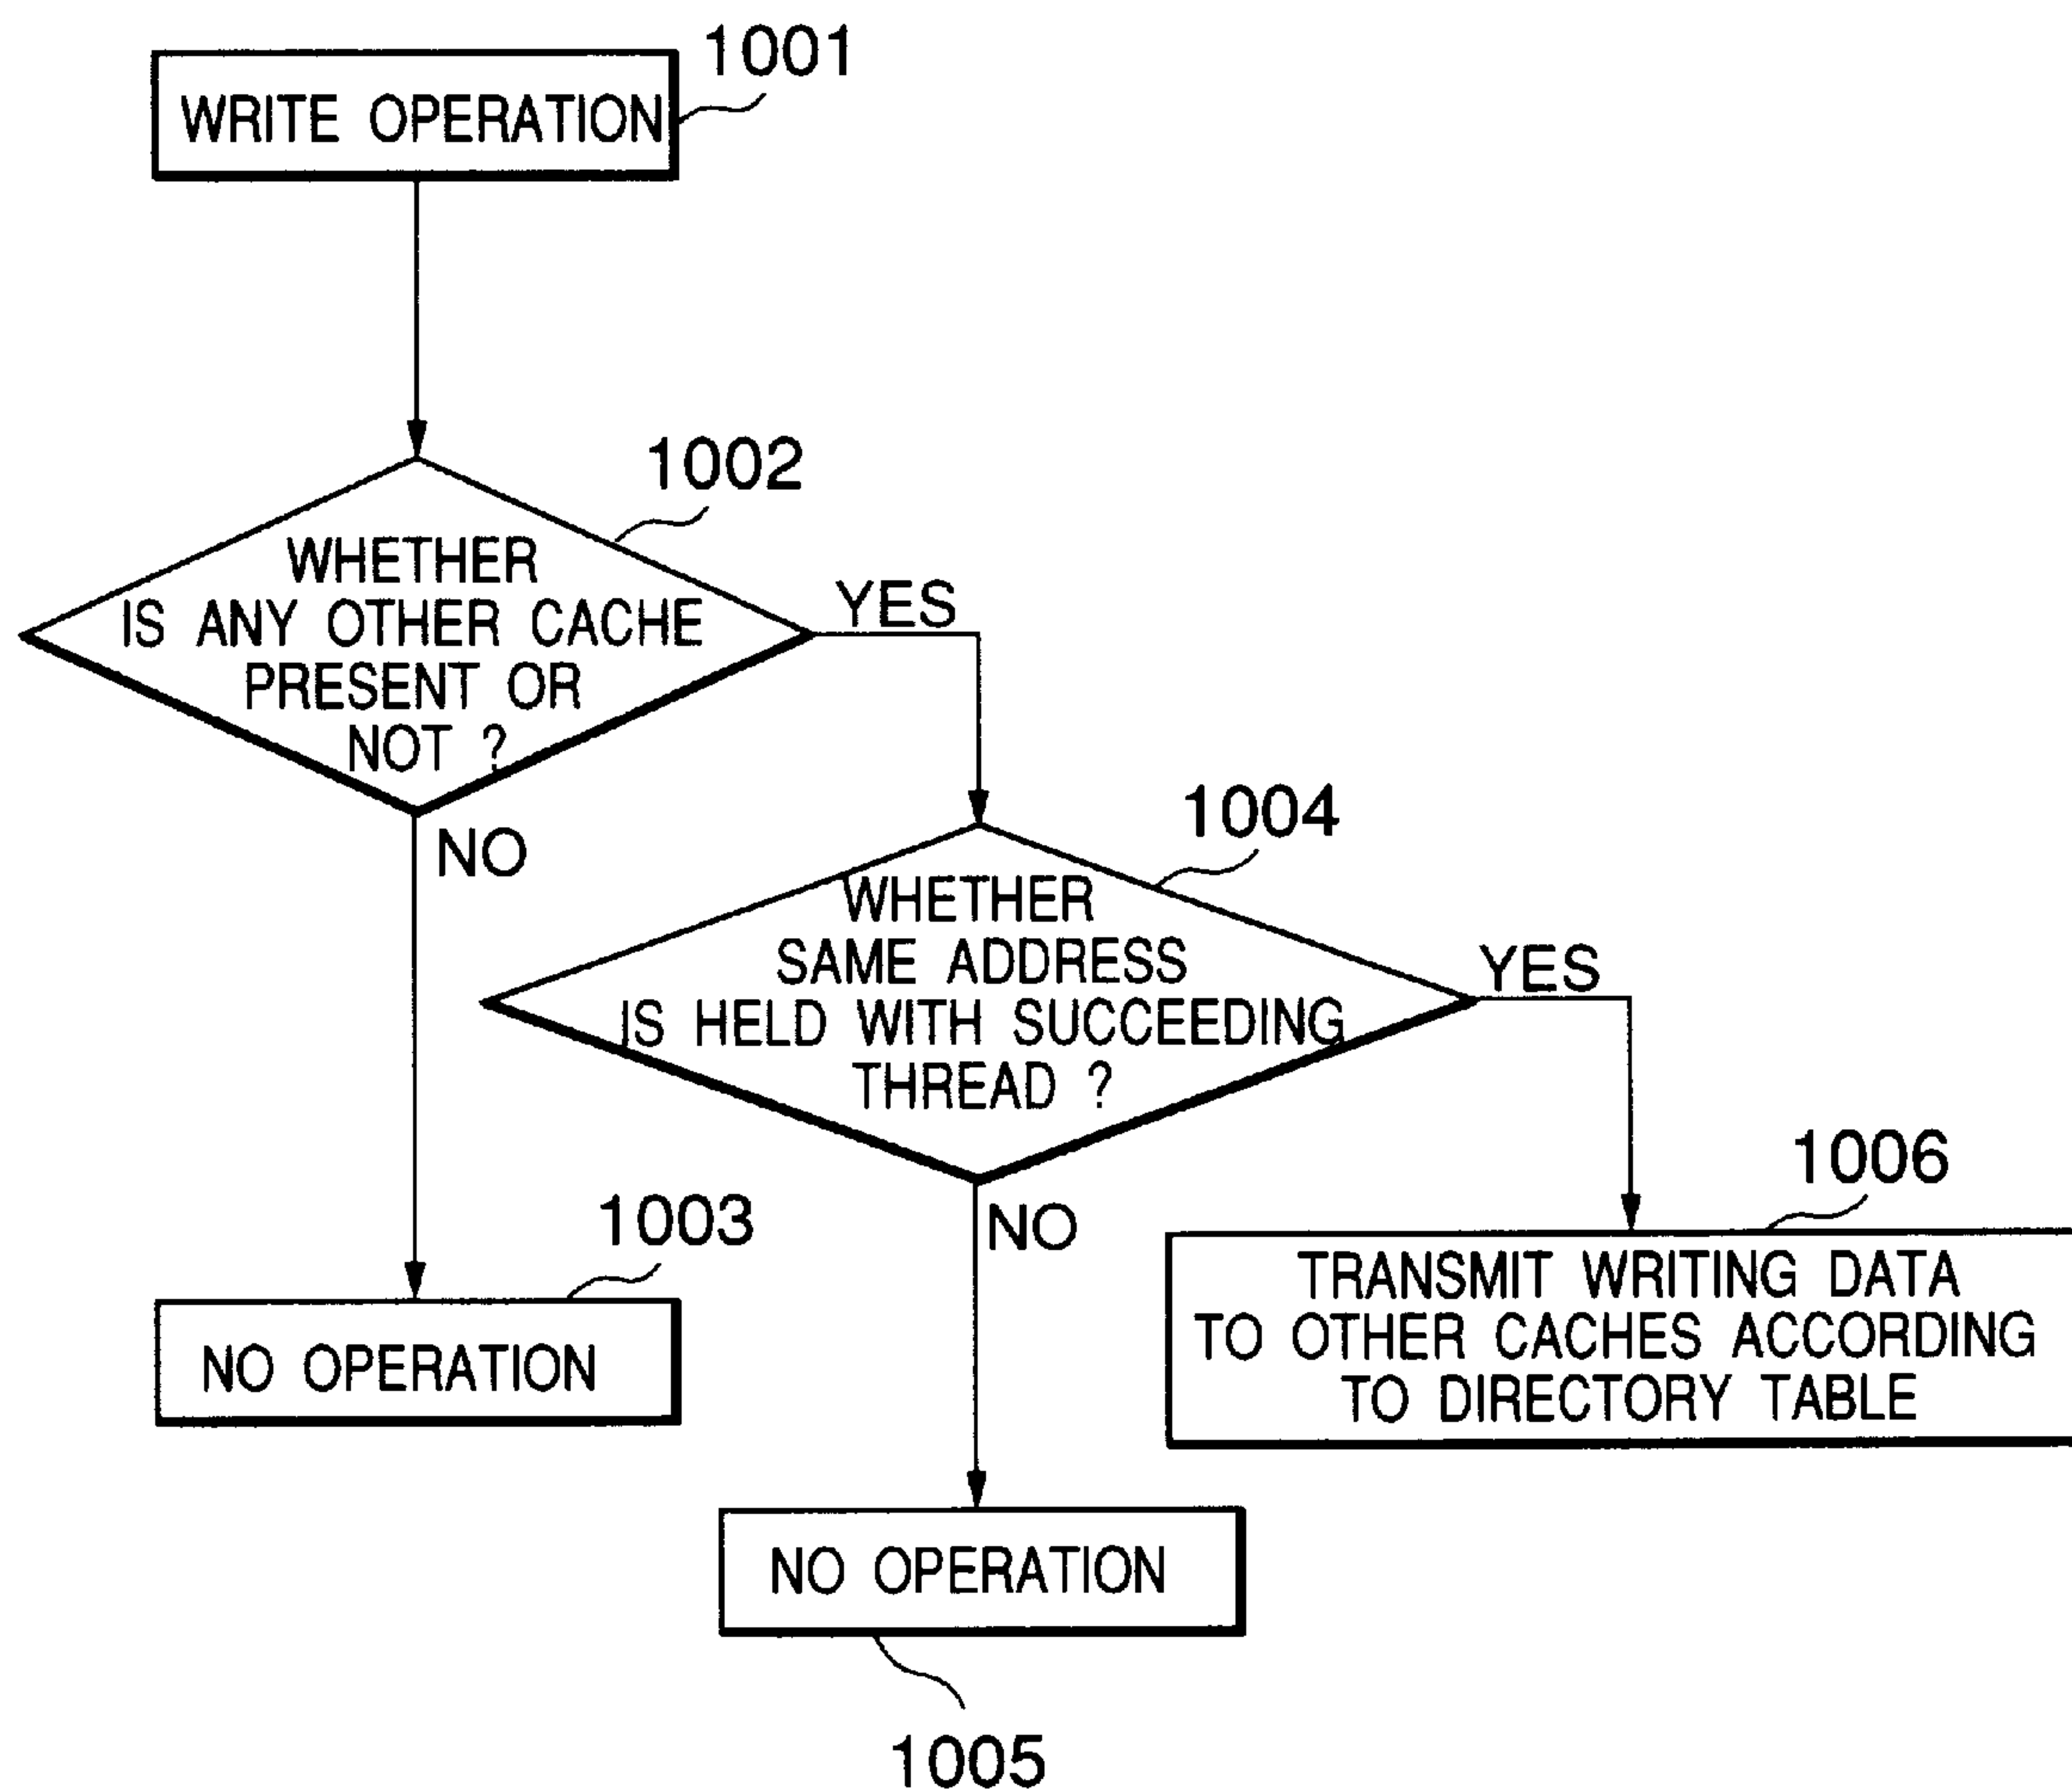 1001
WRITE OPERATION
1002
WHETHER
IS ANY OTHER CACHE
PRESENT OR
NOT ?
YES
NO
1004
WHETHER
SAME ADDRESS
IS HELD WITH SUCCEEDING
THREAD ?
YES
NO
1003
NO OPERATION
1006
TRANSMIT WRITING DATA
TO OTHER CACHES ACCORDING
TO DIRECTORY TABLE
NO OPERATION
1005